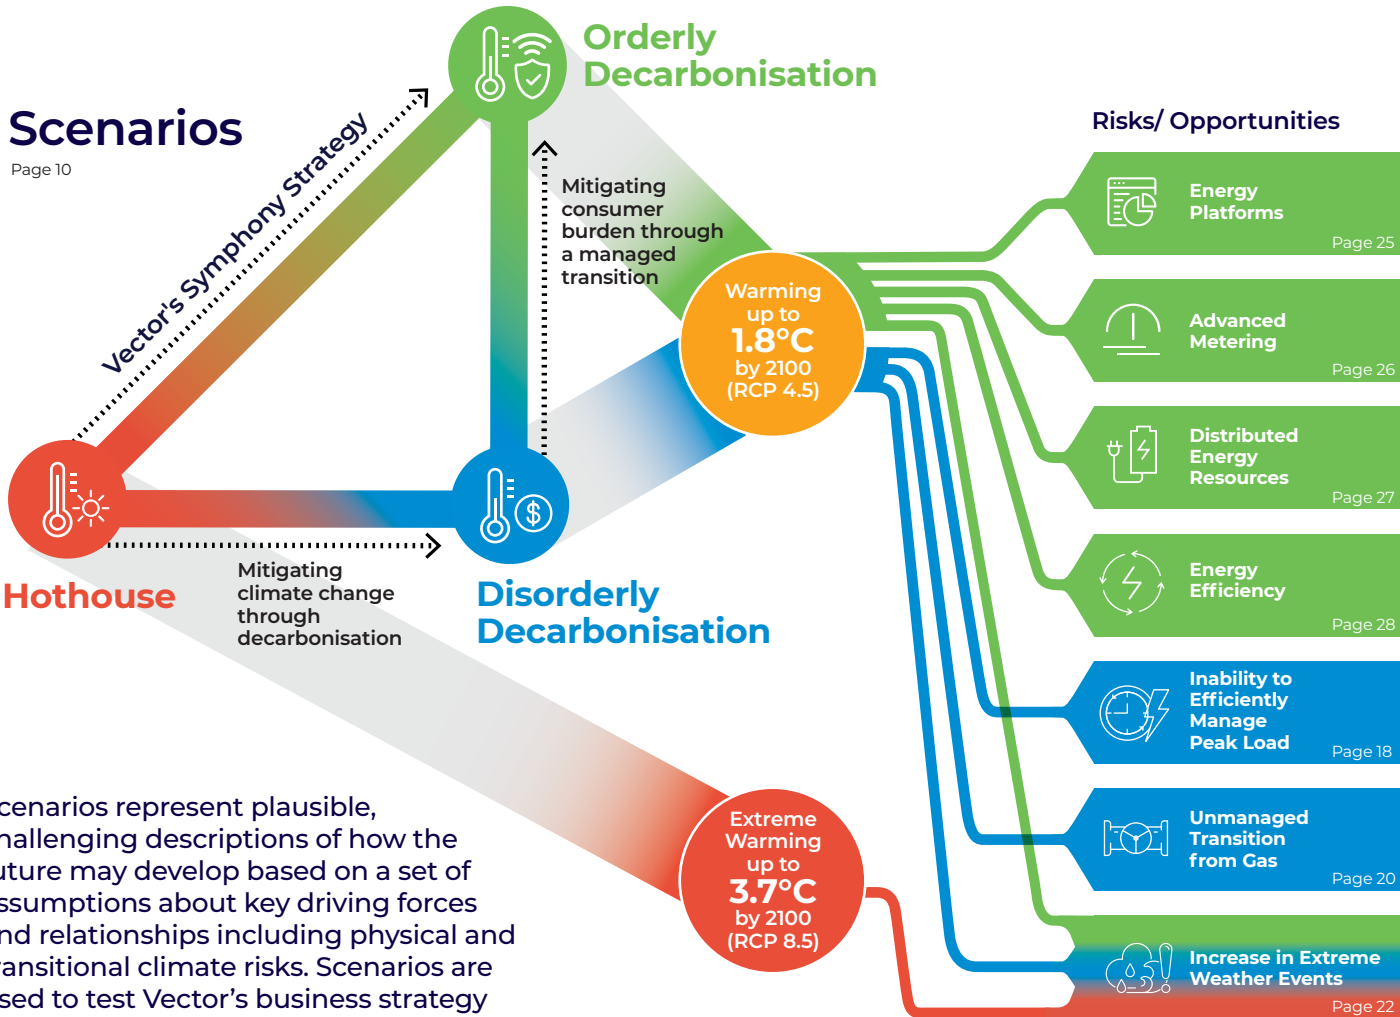 Scenarios
Page 10
Orderly
Decarbonisation
Vector's Symphony Strategy
Mitigating
consumer
burden through
a managed
transition
Hothouse
Mitigating
climate change
through
decarbonisation
Disorderly
Decarbonisation
Warming
up to
1.8°C
by 2100
(RCP 4.5)
Extreme
Warming
up to
3.7°C
by 2100
(RCP 8.5)
Risks/ Opportunities
Energy
Platforms
Page 25
Advanced
Metering
Page 26
Distributed
Energy
Resources
Page 27
Energy
Efficiency
Page 28
Inability to
Efficiently
Manage
Peak Load
Page 18
Unmanaged
Transition
from Gas
Page 20
Increase in Extreme
Weather Events
Page 22
cenarios represent plausible,
hallenging descriptions of how the
uture may develop based on a set of
ssumptions about key driving forces
nd relationships including physical and
ransitional climate risks. Scenarios are
sed to test Vector's business strategy